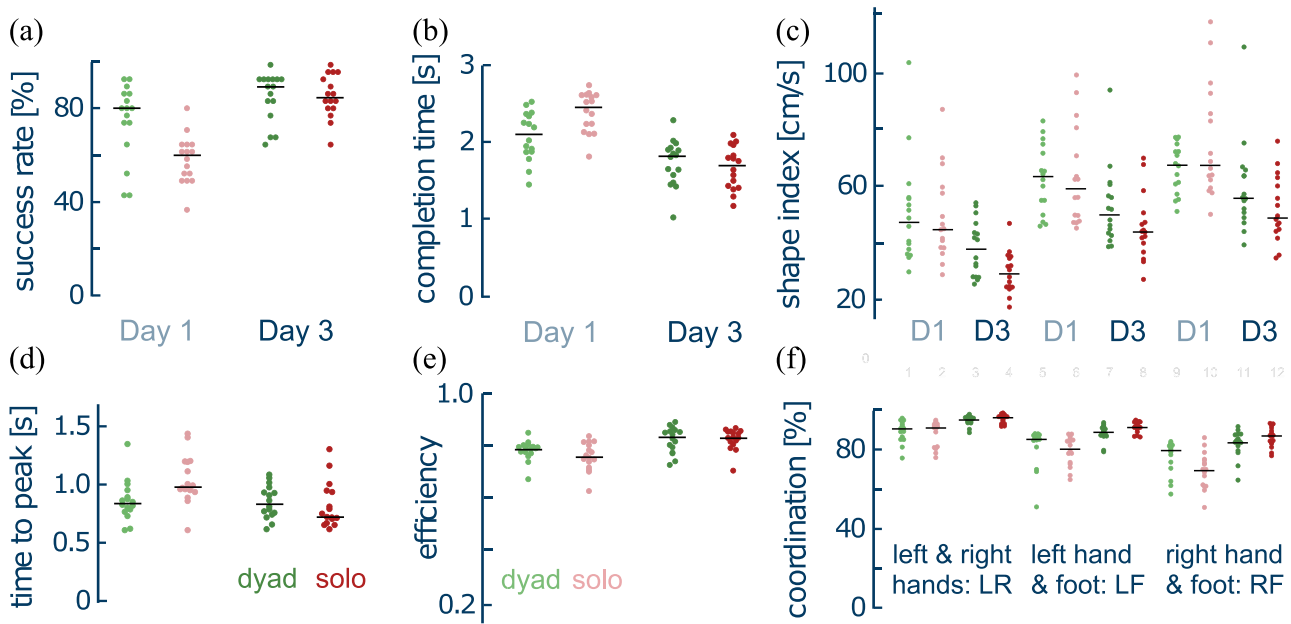 (a)
success rate [%]
80
40
0
Day 1 Day 3
(b)
completion time [s]
3
2
1
0
Day 1 Day 3
(c)
shape index [cm/s]
100
60
20
D1 D3 D1 D3 D1 D3
0
1 2 3 4 5 6 7 8 9 10 11 12
(d)
time to peak [s]
1.5
1.0
0.5
0
dyad solo
(e)
efficiency
1.0
0.2
dyad solo
(f)
coordination [%]
80
40
0
left & right
hands: LR
left hand
& foot: LF
right hand
& foot: RF